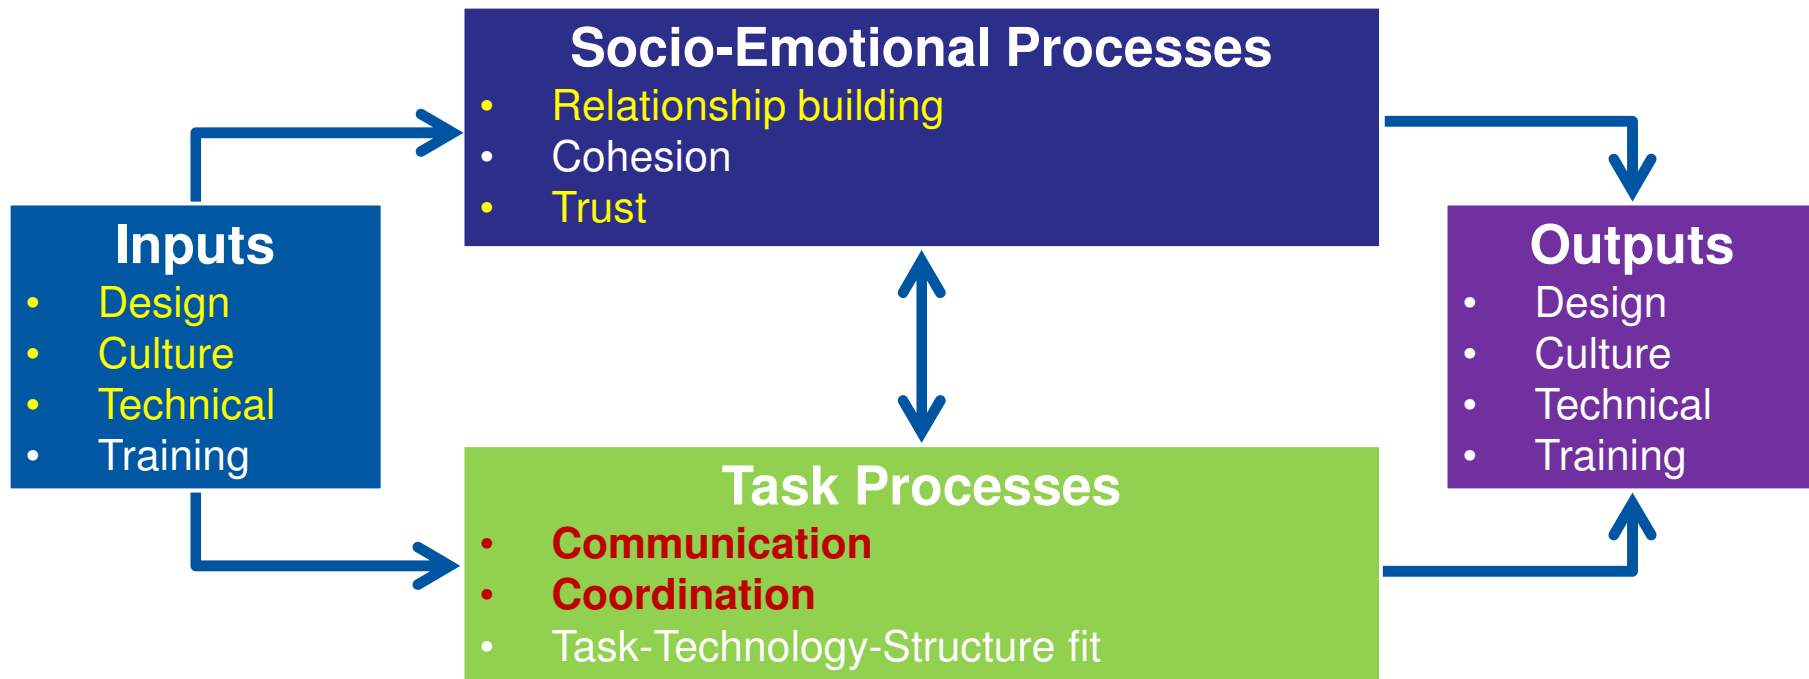 Socio-Emotional Processes
• Relationship building
• Cohesion
• Trust
Inputs
• Design
• Culture
• Technical
• Training
Outputs
• Design
• Culture
• Technical
• Training
Task Processes
• Communication
• Coordination
• Task-Technology-Structure fit